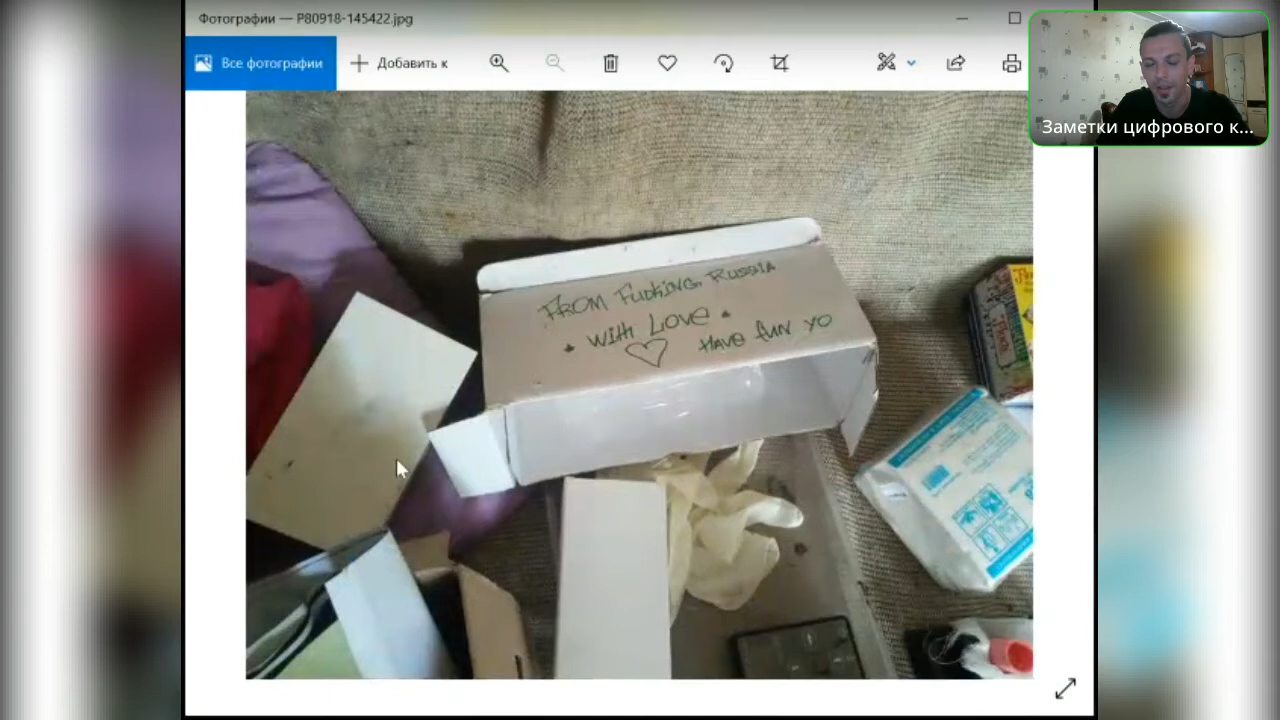 Фотографии — P80918-145422.jpg
Все фотографии
Добавить к
Заметки цифрового к...
FROM FUCKING RUSSIA
WITH LOVE
HAVE fUN YO